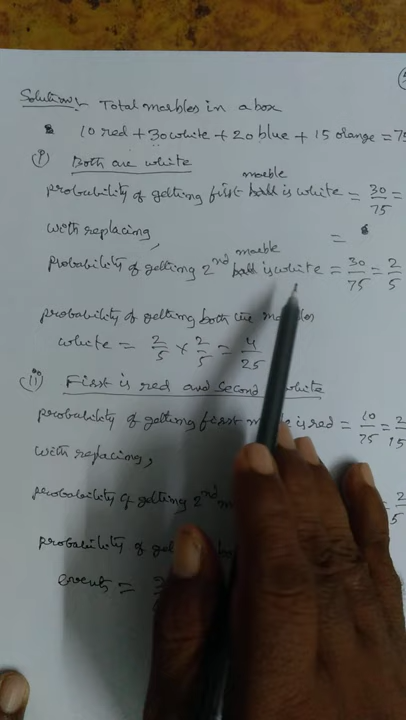 Solution:- Total marbles in a box
10 red + 30 white + 20 blue + 15 orange = 75
(i) Both are white
marble
probability of getting first ball is white = 30/75 =
with replacing, =
marble
probability of getting 2nd ball is white = 30/75 = 2/5
probability of getting both the marbles
white = 2/5 × 2/5 = 4/25
(ii) First is red and second white
probability of getting first is red = 10/75 = 2/15
with replacing,
probability of getting 2nd = 2/5
probability of
events =